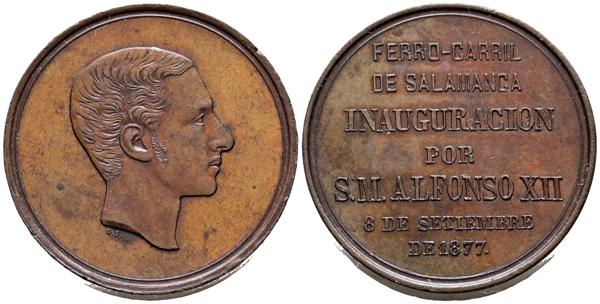 G.S.
FERRO-CARRIL
DE SALAMANCA
INAUGURACION
POR
S.M. ALFONSO XII
8 DE SETIEMBRE
DE 1877.